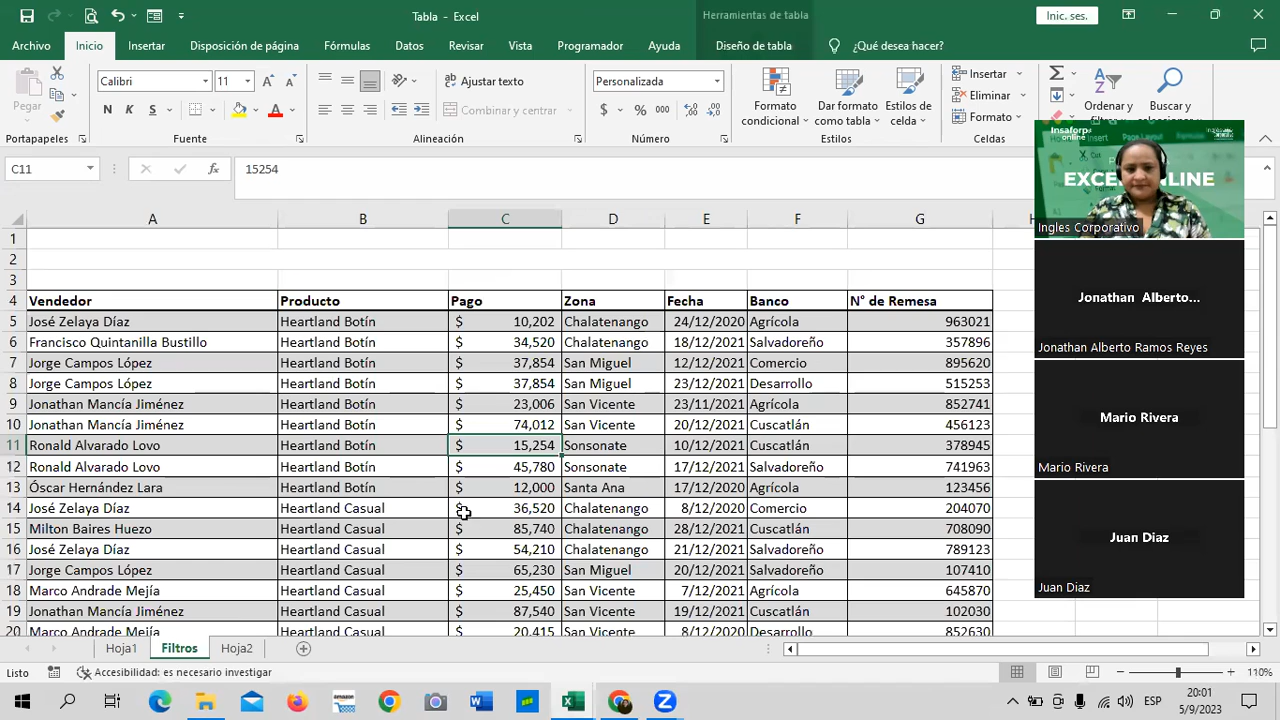 Tabla - Excel
Herramientas de tabla
Inic. ses.
Archivo Inicio Insertar Disposición de página Fórmulas Datos Revisar Vista Programador Ayuda Diseño de tabla ¿Qué desea hacer?
Pegar
Calibri 11
N K S
Ajustar texto
Combinar y centrar
Personalizada
$ % 000
Formato condicional
Dar formato como tabla
Estilos de celda
Insertar
Eliminar
Formato
Ordenar y filtrar
Buscar y
Portapapeles Fuente Alineación Número Estilos Celdas
C11 fx 15254
A B C D E F G
1
2
3
4 Vendedor Producto Pago Zona Fecha Banco N° de Remesa
5 José Zelaya Díaz Heartland Botín $ 10,202 Chalatenango 24/12/2020 Agrícola 963021
6 Francisco Quintanilla Bustillo Heartland Botín $ 34,520 Chalatenango 18/12/2021 Salvadoreño 357896
7 Jorge Campos López Heartland Botín $ 37,854 San Miguel 12/12/2021 Comercio 895620
8 Jorge Campos López Heartland Botín $ 37,854 San Miguel 23/12/2021 Desarrollo 515253
9 Jonathan Mancía Jiménez Heartland Botín $ 23,006 San Vicente 23/11/2021 Agrícola 852741
10 Jonathan Mancía Jiménez Heartland Botín $ 74,012 San Vicente 20/12/2021 Cuscatlán 456123
11 Ronald Alvarado Lovo Heartland Botín $ 15,254 Sonsonate 10/12/2021 Cuscatlán 378945
12 Ronald Alvarado Lovo Heartland Botín $ 45,780 Sonsonate 17/12/2021 Salvadoreño 741963
13 Óscar Hernández Lara Heartland Botín $ 12,000 Santa Ana 17/12/2020 Agrícola 123456
14 José Zelaya Díaz Heartland Casual $ 36,520 Chalatenango 8/12/2020 Comercio 204070
15 Milton Baires Huezo Heartland Casual $ 85,740 Chalatenango 28/12/2021 Cuscatlán 708090
16 José Zelaya Díaz Heartland Casual $ 54,210 Chalatenango 21/12/2021 Salvadoreño 789123
17 Jorge Campos López Heartland Casual $ 65,230 San Miguel 20/12/2021 Salvadoreño 107410
18 Marco Andrade Mejía Heartland Casual $ 25,450 San Vicente 7/12/2021 Agrícola 645870
19 Jonathan Mancía Jiménez Heartland Casual $ 87,540 San Vicente 19/12/2021 Cuscatlán 102030
20 Marco Andrade Mejía Heartland Casual $ 20,415 San Vicente 8/12/2021 Desarrollo 852630
Insaforp online
EXCEL ONLINE
Ingles Corporativo
Jonathan Alberto...
Jonathan Alberto Ramos Reyes
Mario Rivera
Mario Rivera
Juan Diaz
Juan Diaz
Hoja1 Filtros Hoja2
Listo Accesibilidad: es necesario investigar 110%
ESP 20:01
5/9/2023